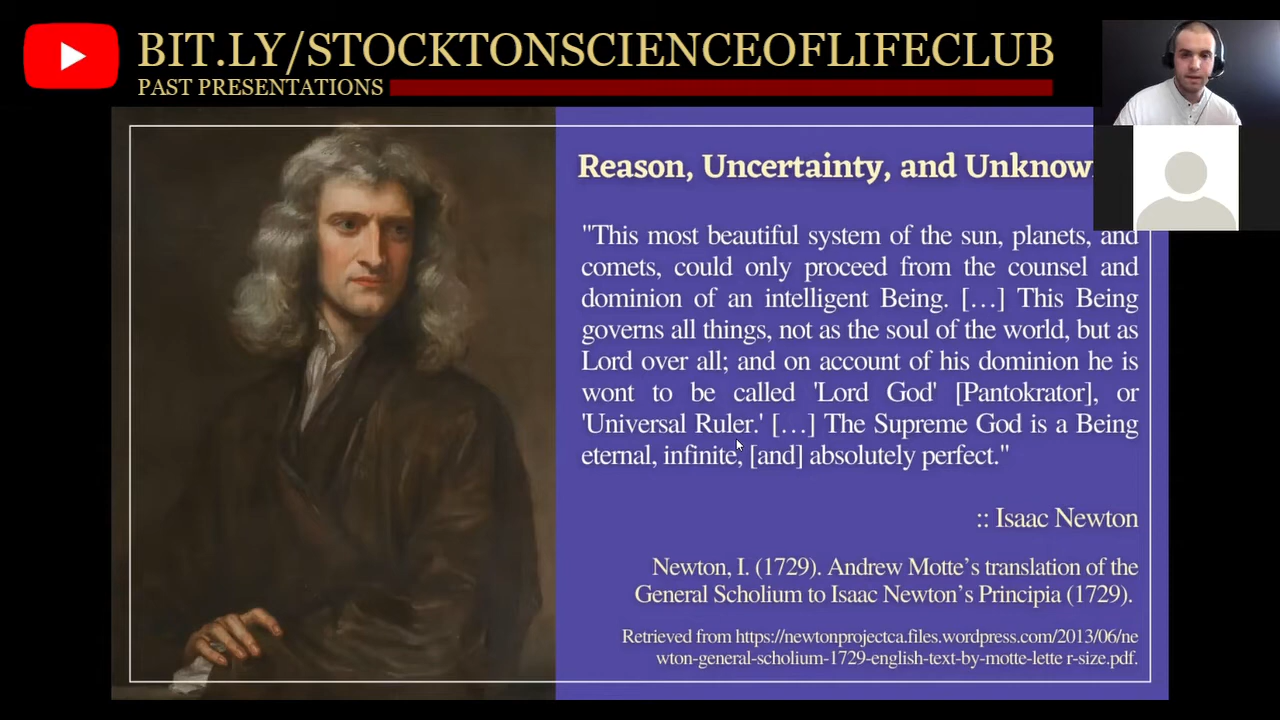 BIT.LY/STOCKTONSCIENCEOFLIFECLUB
PAST PRESENTATIONS
Reason, Uncertainty, and
"This most beautiful system of the sun, planets, and
comets, could only proceed from the counsel and
dominion of an intelligent Being. […] This Being
governs all things, not as the soul of the world, but as
Lord over all; and on account of his dominion he is
wont to be called 'Lord God' [Pantokrator], or
'Universal Ruler.' […] The Supreme God is a Being
eternal, infinite, [and] absolutely perfect."
:: Isaac Newton
Newton, I. (1729). Andrew Motte’s translation of the
General Scholium to Isaac Newton’s Principia (1729).
Retrieved from https://newtonprojectca.files.wordpress.com/2013/06/ne
wton-general-scholium-1729-english-text-by-motte-lette r-size.pdf.